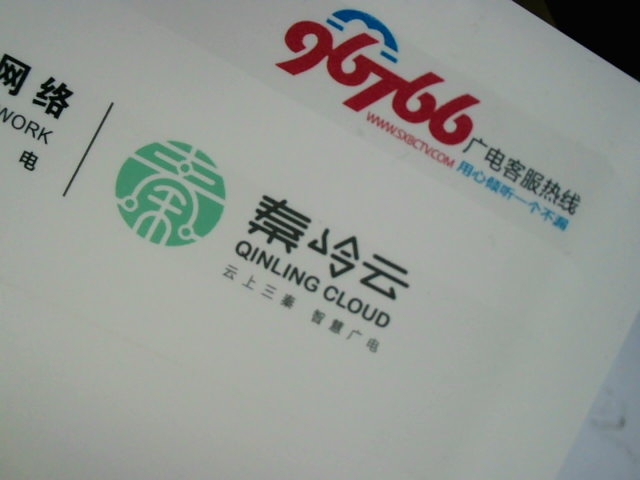 96766
WWW.SXBCTV.COM
广电客服热线
用心倾听一个不漏
网络
WORK
电
秦岭云
QINLING CLOUD
云上三秦 智慧广电